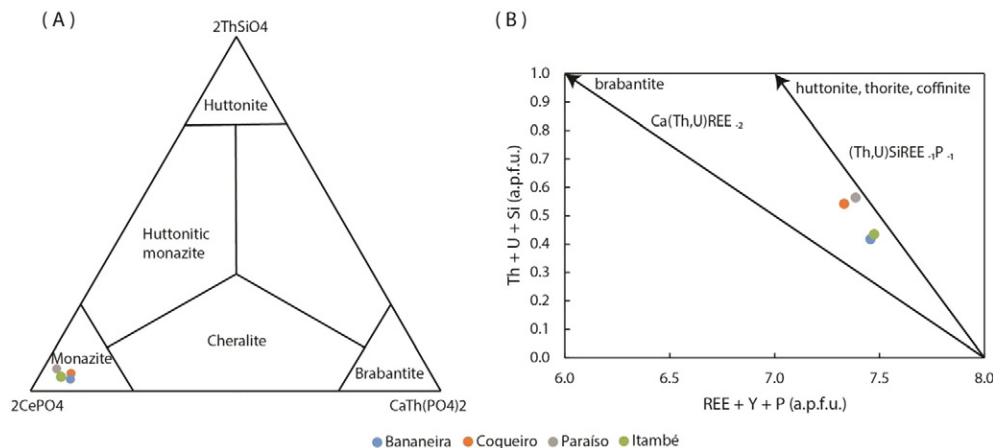 ( A )
2ThSiO4
Huttonite
Huttonitic
monazite
Cheralite
Monazite
Brabantite
2CePO4
CaTh(PO4)2
( B )
Th + U + Si (a.p.f.u.)
1.0
0.9
0.8
0.7
0.6
0.5
0.4
0.3
0.2
0.1
0.0
brabantite
huttonite, thorite, coffinite
Ca(Th,U)REE -2
(Th,U)SiREE -1P -1
6.0 6.5 7.0 7.5 8.0
REE + Y + P (a.p.f.u.)
Bananeira Coqueiro Paraíso Itambé